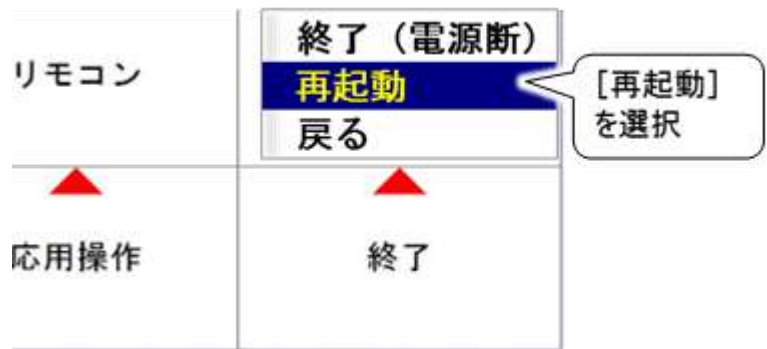 終了（電源断）
リモコン
再起動
戻る
［再起動］
を選択
応用操作
終了